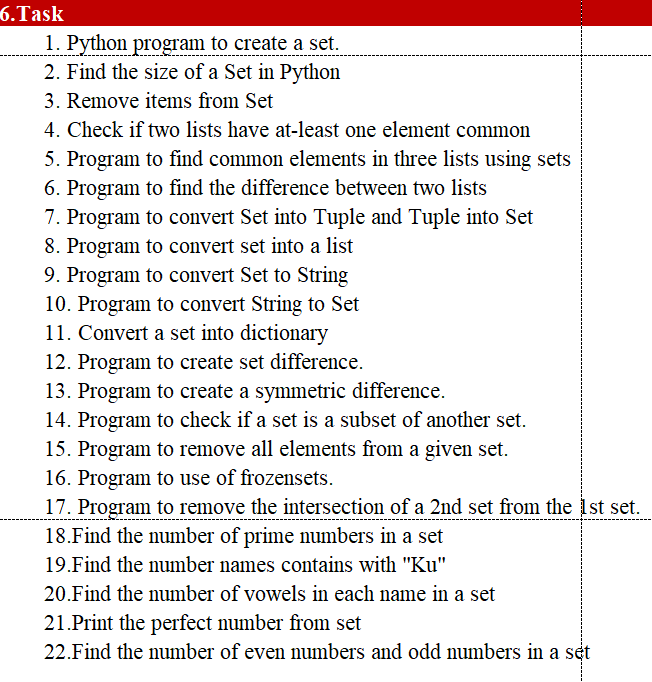 6.Task
1. Python program to create a set.
2. Find the size of a Set in Python
3. Remove items from Set
4. Check if two lists have at-least one element common
5. Program to find common elements in three lists using sets
6. Program to find the difference between two lists
7. Program to convert Set into Tuple and Tuple into Set
8. Program to convert set into a list
9. Program to convert Set to String
10. Program to convert String to Set
11. Convert a set into dictionary
12. Program to create set difference.
13. Program to create a symmetric difference.
14. Program to check if a set is a subset of another set.
15. Program to remove all elements from a given set.
16. Program to use of frozensets.
17. Program to remove the intersection of a 2nd set from the 1st set.
18.Find the number of prime numbers in a set
19.Find the number names contains with "Ku"
20.Find the number of vowels in each name in a set
21.Print the perfect number from set
22.Find the number of even numbers and odd numbers in a set